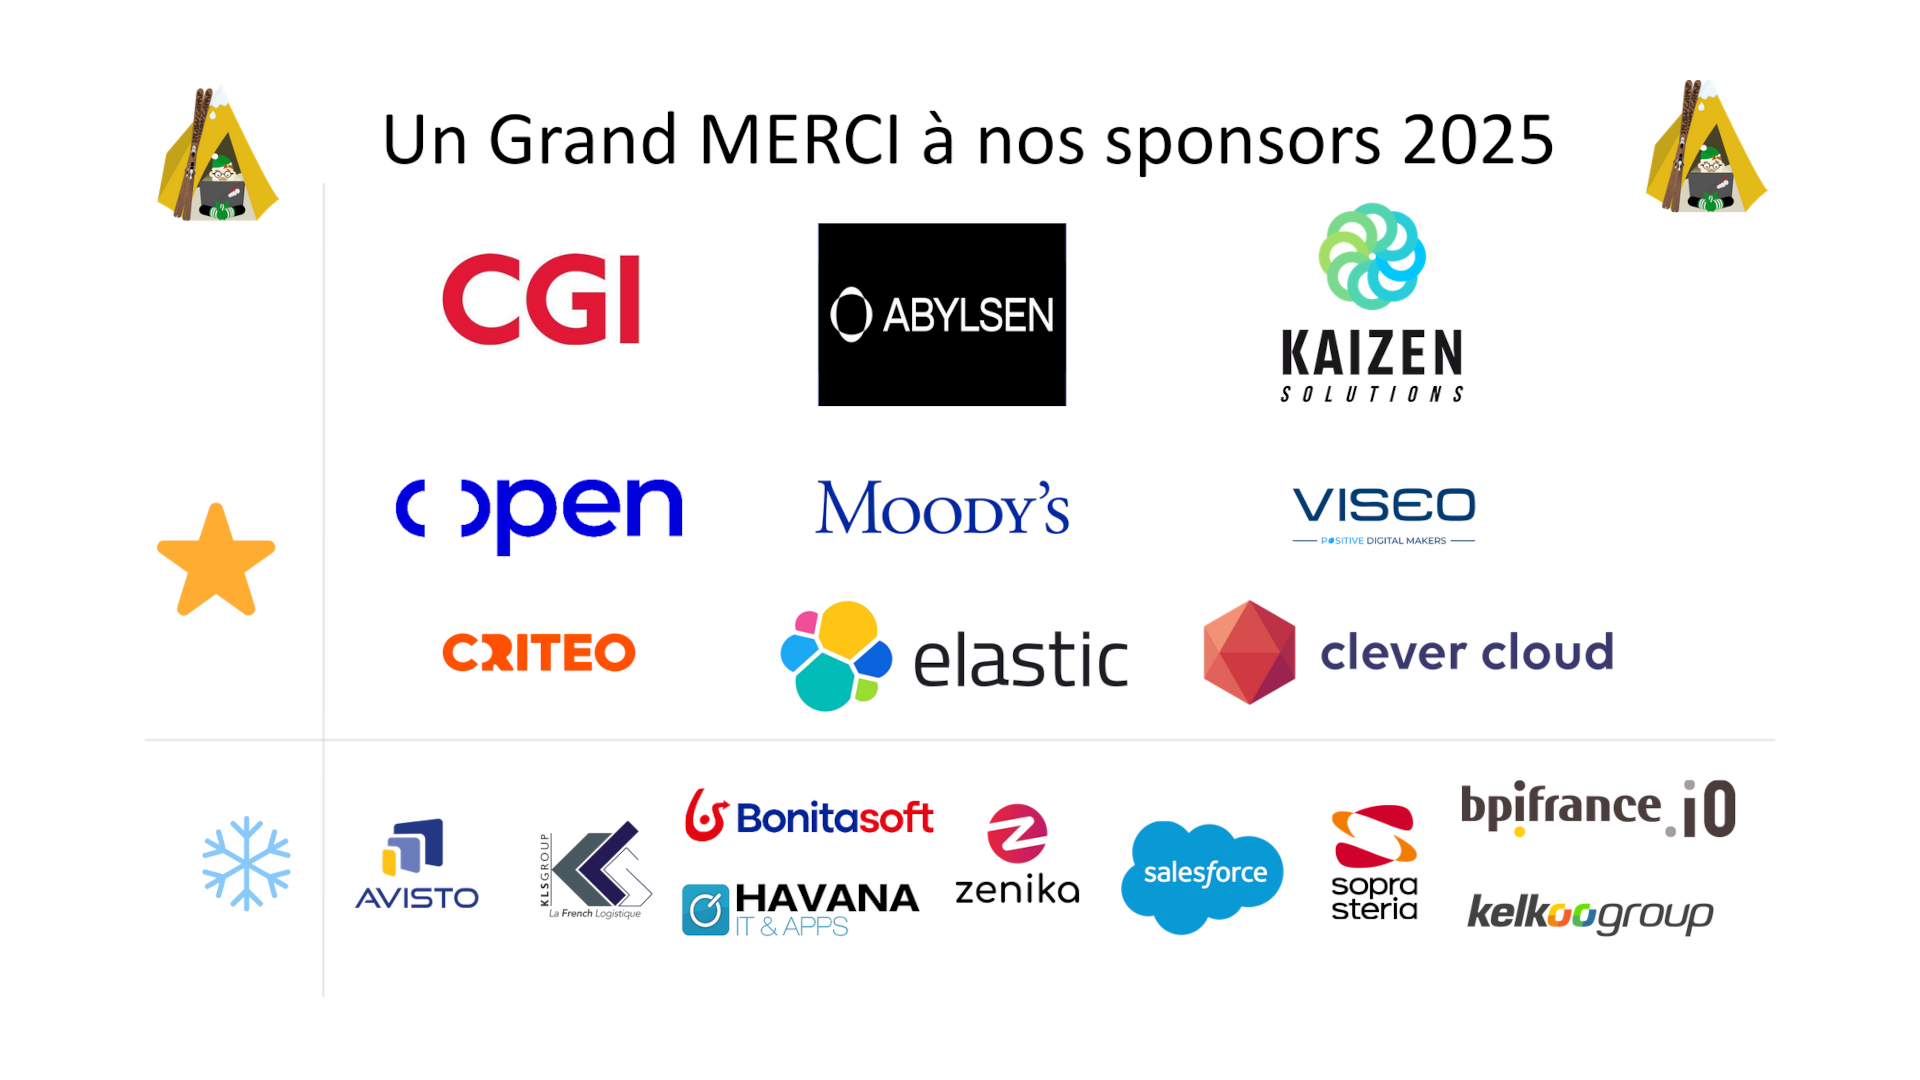 Un Grand MERCI à nos sponsors 2025
CGI
ABYLSEN
KAIZEN
SOLUTIONS
open
MOODY'S
VISEO
POSITIVE DIGITAL MAKERS
CRITEO
elastic
clever cloud
AVISTO
KLSGROUP
La French Logistique
Bonitasoft
HAVANA
IT & APPS
zenika
salesforce
sopra
steria
bpifrance.io
kelkoogroup